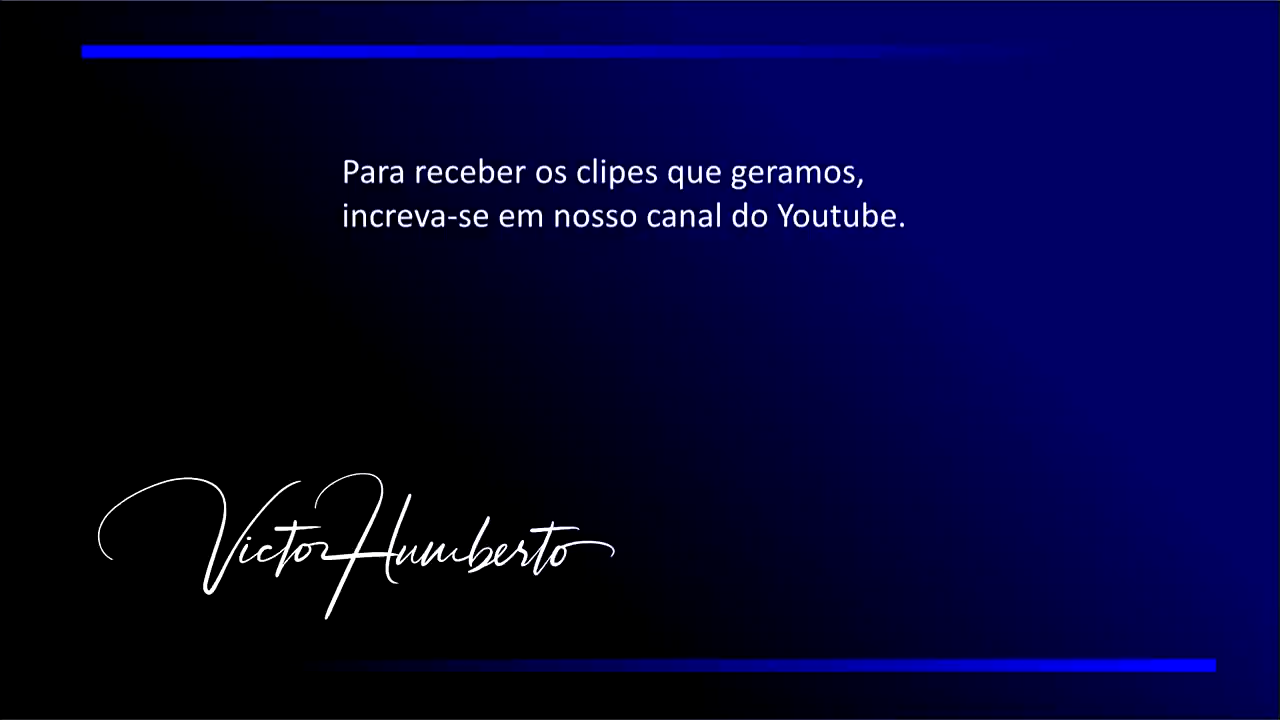 Para receber os clipes que geramos,
increva-se em nosso canal do Youtube.
Victor Humberto